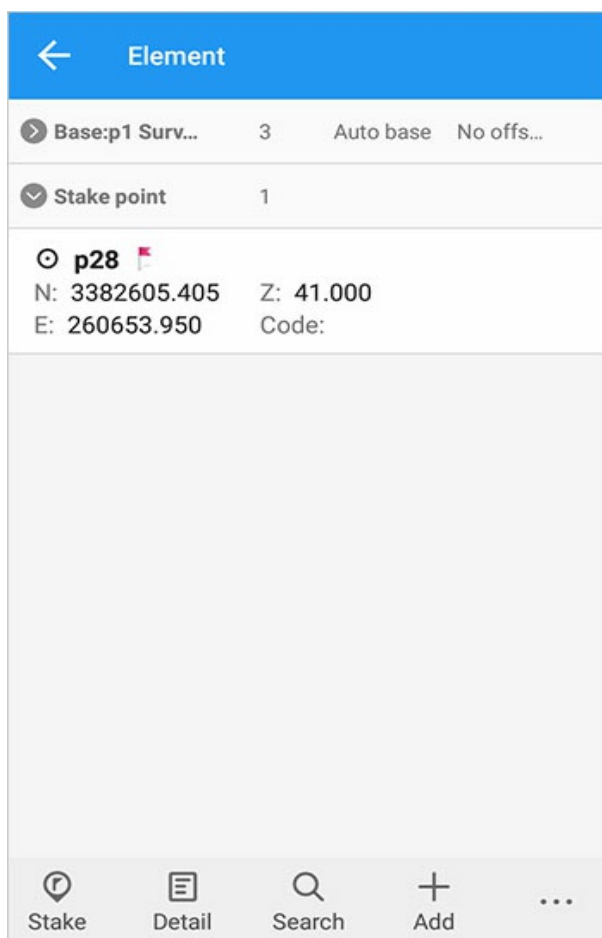 Element
Base:p1 Surv... 3 Auto base No offs...
Stake point 1
p28
N: 3382605.405 Z: 41.000
E: 260653.950 Code:
Stake Detail Search Add ...